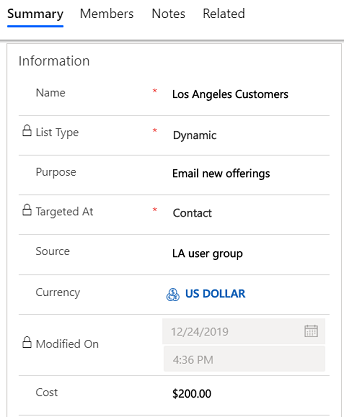 Summary Members Notes Related
Information
Name * Los Angeles Customers
List Type * Dynamic
Purpose Email new offerings
Targeted At * Contact
Source LA user group
Currency US DOLLAR
12/24/2019
Modified On
4:36 PM
Cost $200.00